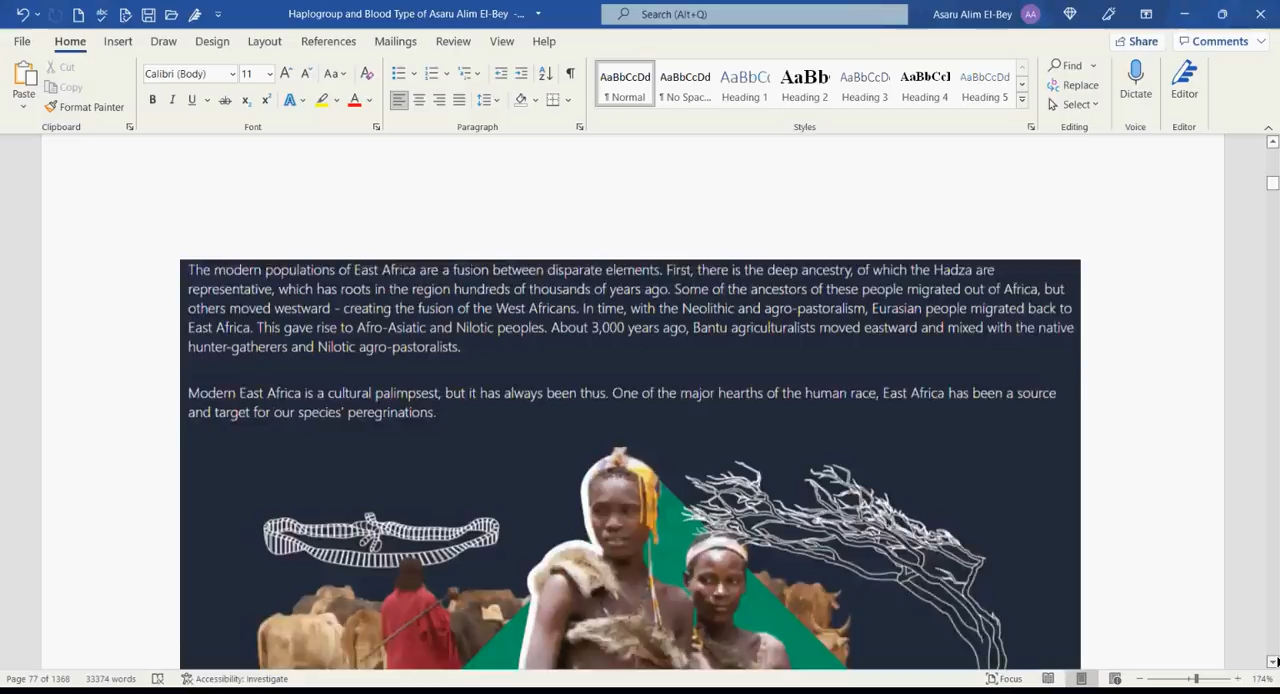 Haplogroup and Blood Type of Asaru Alim El-Bey -...
Search (Alt+Q)
Asaru Alim El-Bey
AA
File
Home
Insert
Draw
Design
Layout
References
Mailings
Review
View
Help
Share
Comments
Paste
Cut
Copy
Format Painter
Clipboard
Calibri (Body)
11
Font
Paragraph
AaBbCcDd
¶ Normal
AaBbCcDd
¶ No Spac...
AaBbCc
Heading 1
AaBb
Heading 2
AaBbCcDd
Heading 3
AaBbCcI
Heading 4
AaBbCcDd
Heading 5
Styles
Find
Replace
Select
Editing
Dictate
Voice
Editor
Editor
The modern populations of East Africa are a fusion between disparate elements. First, there is the deep ancestry, of which the Hadza are
representative, which has roots in the region hundreds of thousands of years ago. Some of the ancestors of these people migrated out of Africa, but
others moved westward - creating the fusion of the West Africans. In time, with the Neolithic and agro-pastoralism, Eurasian people migrated back to
East Africa. This gave rise to Afro-Asiatic and Nilotic peoples. About 3,000 years ago, Bantu agriculturalists moved eastward and mixed with the native
hunter-gatherers and Nilotic agro-pastoralists.
Modern East Africa is a cultural palimpsest, but it has always been thus. One of the major hearths of the human race, East Africa has been a source
and target for our species' peregrinations.
Page 77 of 1368
33374 words
Accessibility: Investigate
Focus
174%